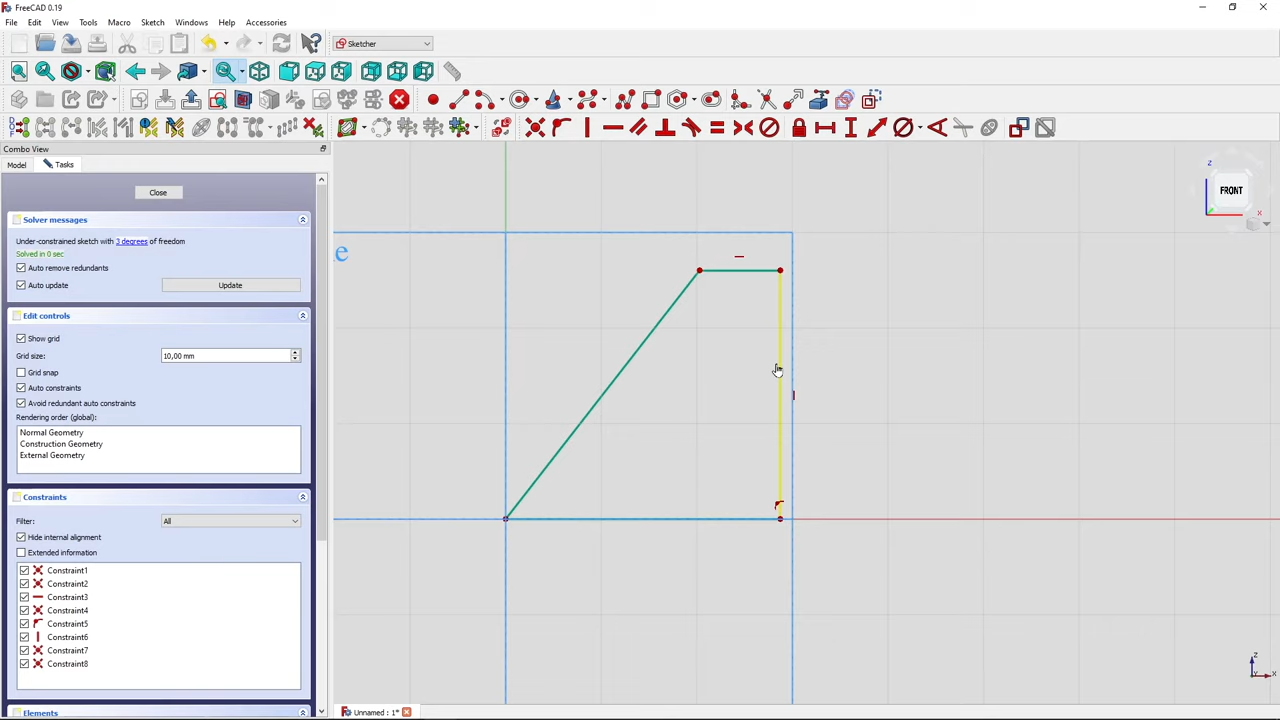 FreeCAD 0.19
File Edit View Tools Macro Sketch Windows Help Accessories
Sketcher
Combo View
Model Tasks
Close
Solver messages
Under-constrained sketch with 3 degrees of freedom
Solved in 0 sec
Auto remove redundants
Auto update Update
Edit controls
Show grid
Grid size: 10,00 mm
Grid snap
Auto constraints
Avoid redundant auto constraints
Rendering order (global):
Normal Geometry
Construction Geometry
External Geometry
Constraints
Filter: All
Hide internal alignment
Extended information
Constraint1
Constraint2
Constraint3
Constraint4
Constraint5
Constraint6
Constraint7
Constraint8
Elements
e
Z
FRONT
X
Z
Y X
Unnamed : 1*